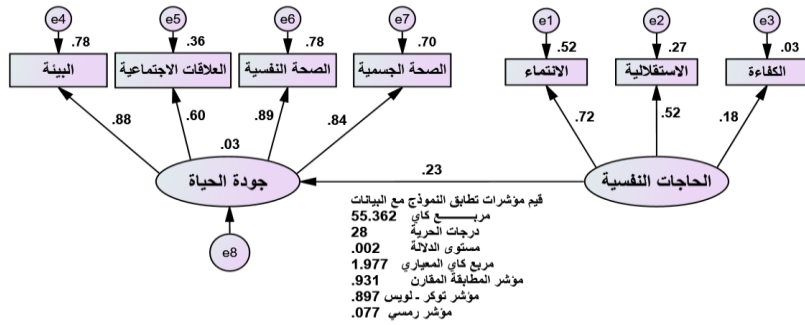 e4 e5 e6 e7 e1 e2 e3
.78 .36 .78 .70 .52 .27 .03
البيئة العلاقات الاجتماعية الصحة النفسية الصحة الجسمية الانتماء الاستقلالية الكفاءة
.88 .60 .89 .84 .72 .52 .18
.03
جودة الحياة .23 الحاجات النفسية
e8
قيم مؤشرات تطابق النموذج مع البيانات
مربـــــــع كاي 55.362
درجات الحرية 28
مستوى الدلالة .002
مربع كاي المعياري 1.977
مؤشر المطابقة المقارن .931
مؤشر توكر - لويس .897
مؤشر رمسي .077